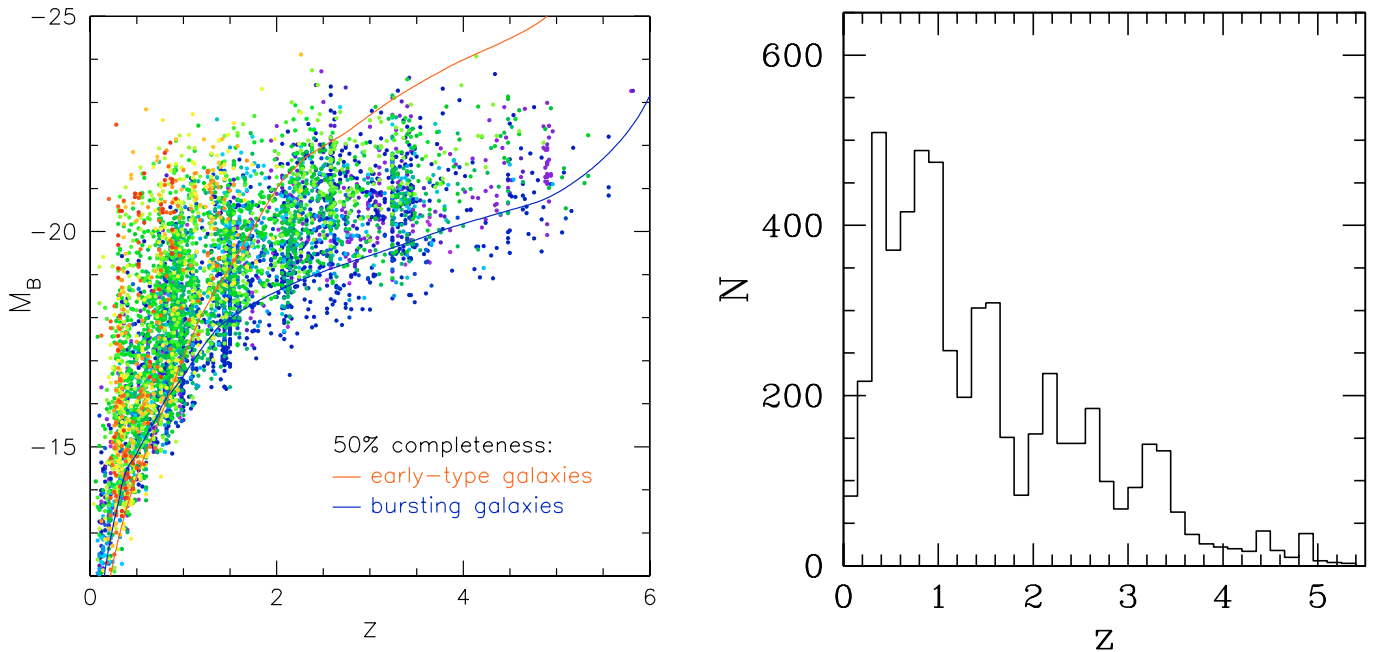 -25
-20
-15
M_B
50% completeness:
early-type galaxies
bursting galaxies
0 2 4 6
z
600
400
200
0
N
0 1 2 3 4 5
z